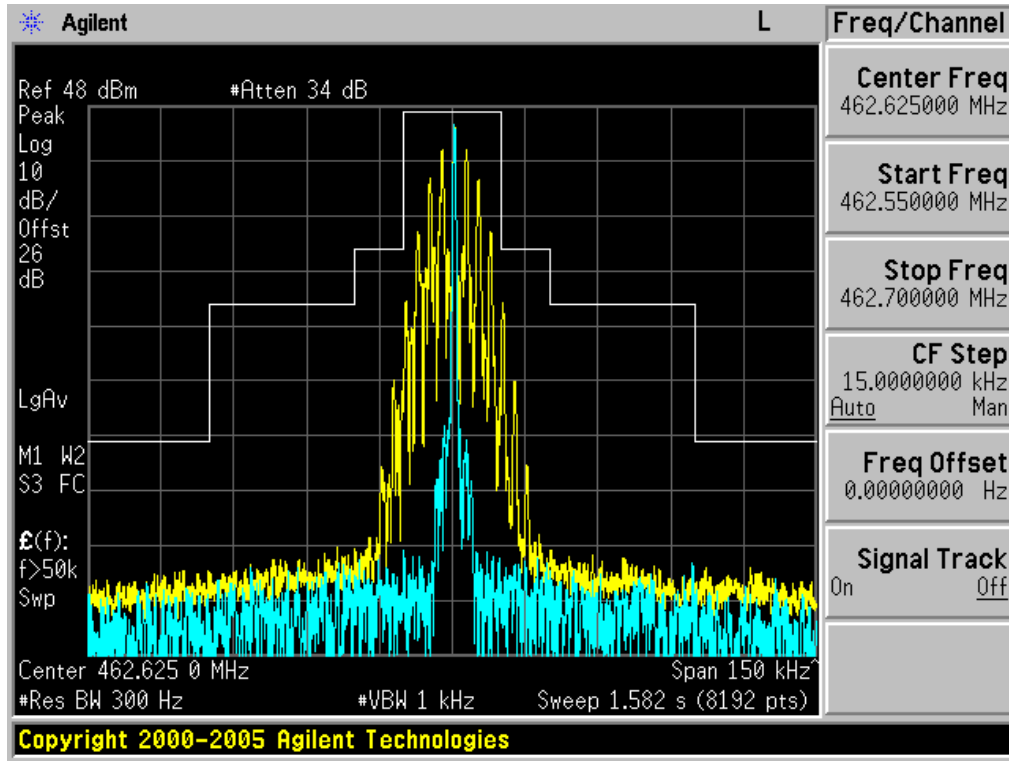 Agilent L
Ref 48 dBm #Atten 34 dB
Peak
Log
10
dB/
Offst
26
dB
LgAv
M1 W2
S3 FC
£(f):
f>50k
Swp
Center 462.625 0 MHz Span 150 kHz^
#Res BW 300 Hz #VBW 1 kHz Sweep 1.582 s (8192 pts)
Copyright 2000-2005 Agilent Technologies
Freq/Channel
Center Freq
462.625000 MHz
Start Freq
462.550000 MHz
Stop Freq
462.700000 MHz
CF Step
15.0000000 kHz
Auto Man
Freq Offset
0.00000000 Hz
Signal Track
On Off